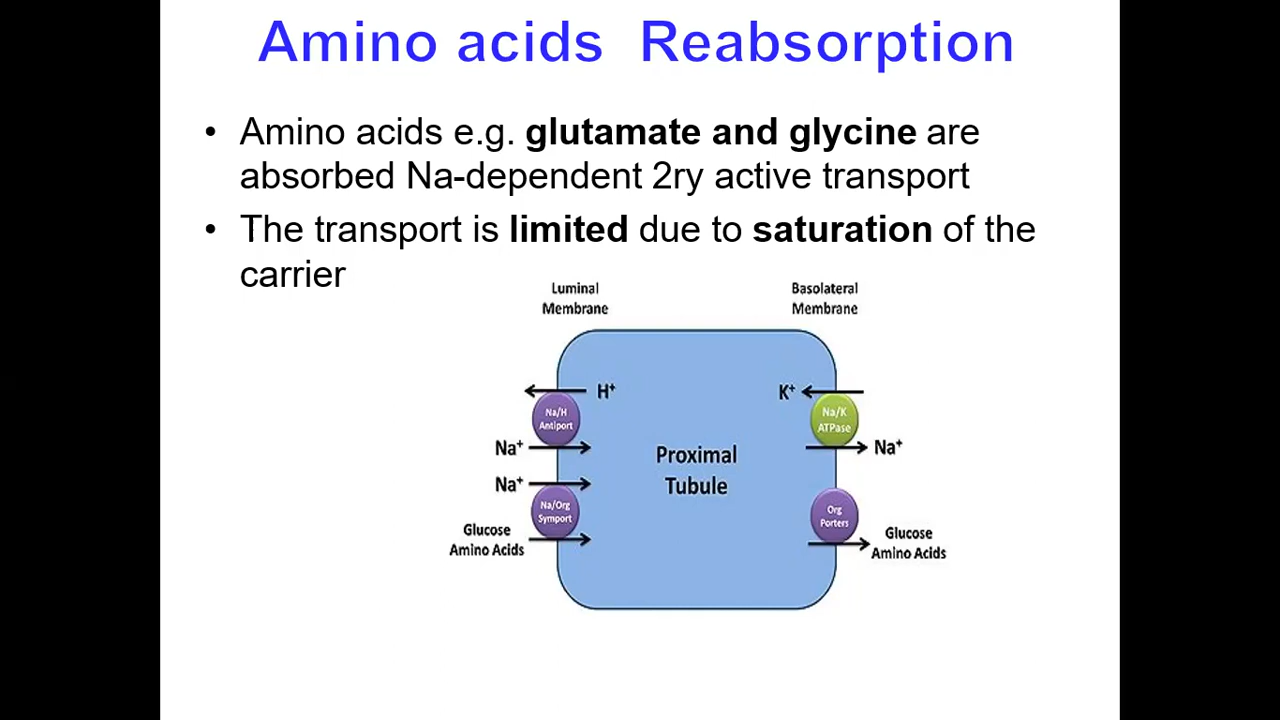 Amino acids Reabsorption
• Amino acids e.g. glutamate and glycine are
absorbed Na-dependent 2ry active transport
• The transport is limited due to saturation of the
carrier
Luminal
Membrane
Basolateral
Membrane
H⁺
K⁺
Na/H
Antiport
Na/K
ATPase
Na⁺
Na⁺
Proximal
Tubule
Na⁺
Na/Org
Symport
Org
Porters
Glucose
Amino Acids
Glucose
Amino Acids